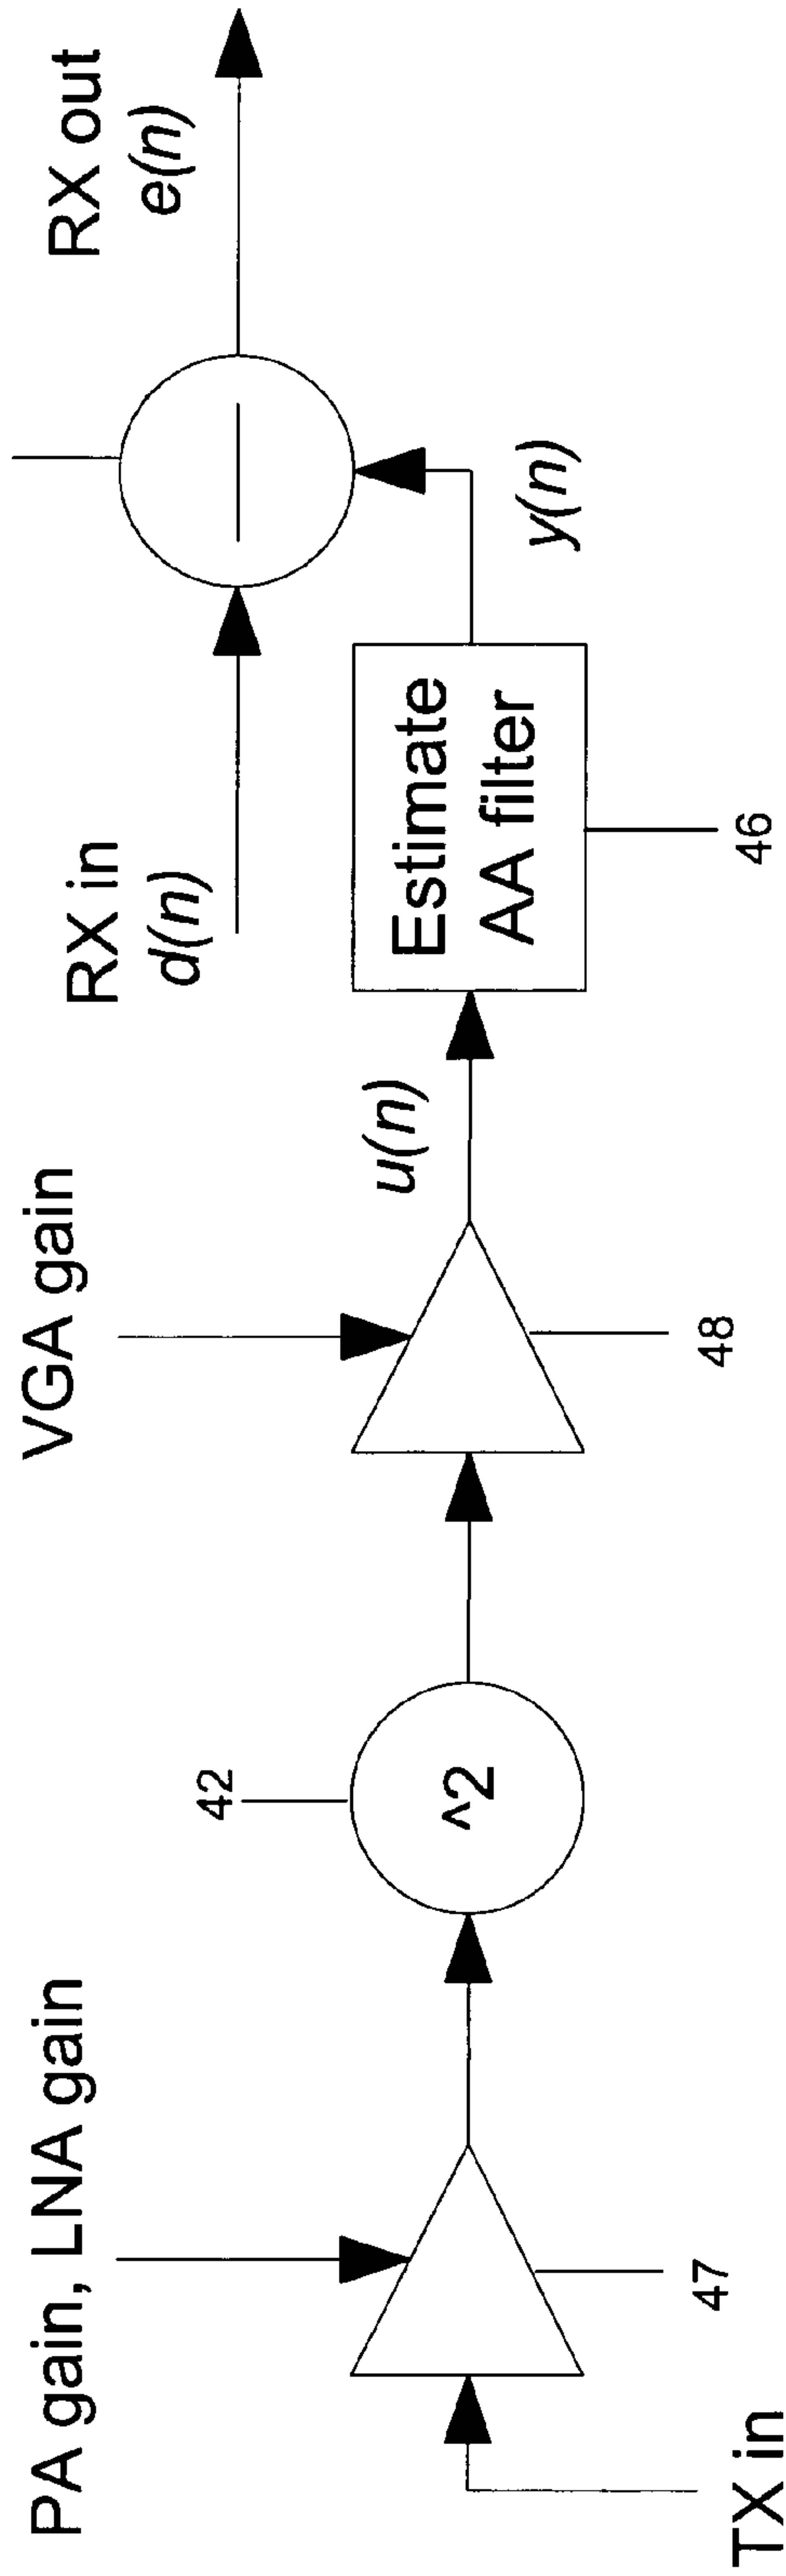 PA gain, LNA gain
VGA gain
RX in
d(n)
RX out
e(n)
42
^2
u(n)
Estimate
AA filter
y(n)
TX in
47
48
46